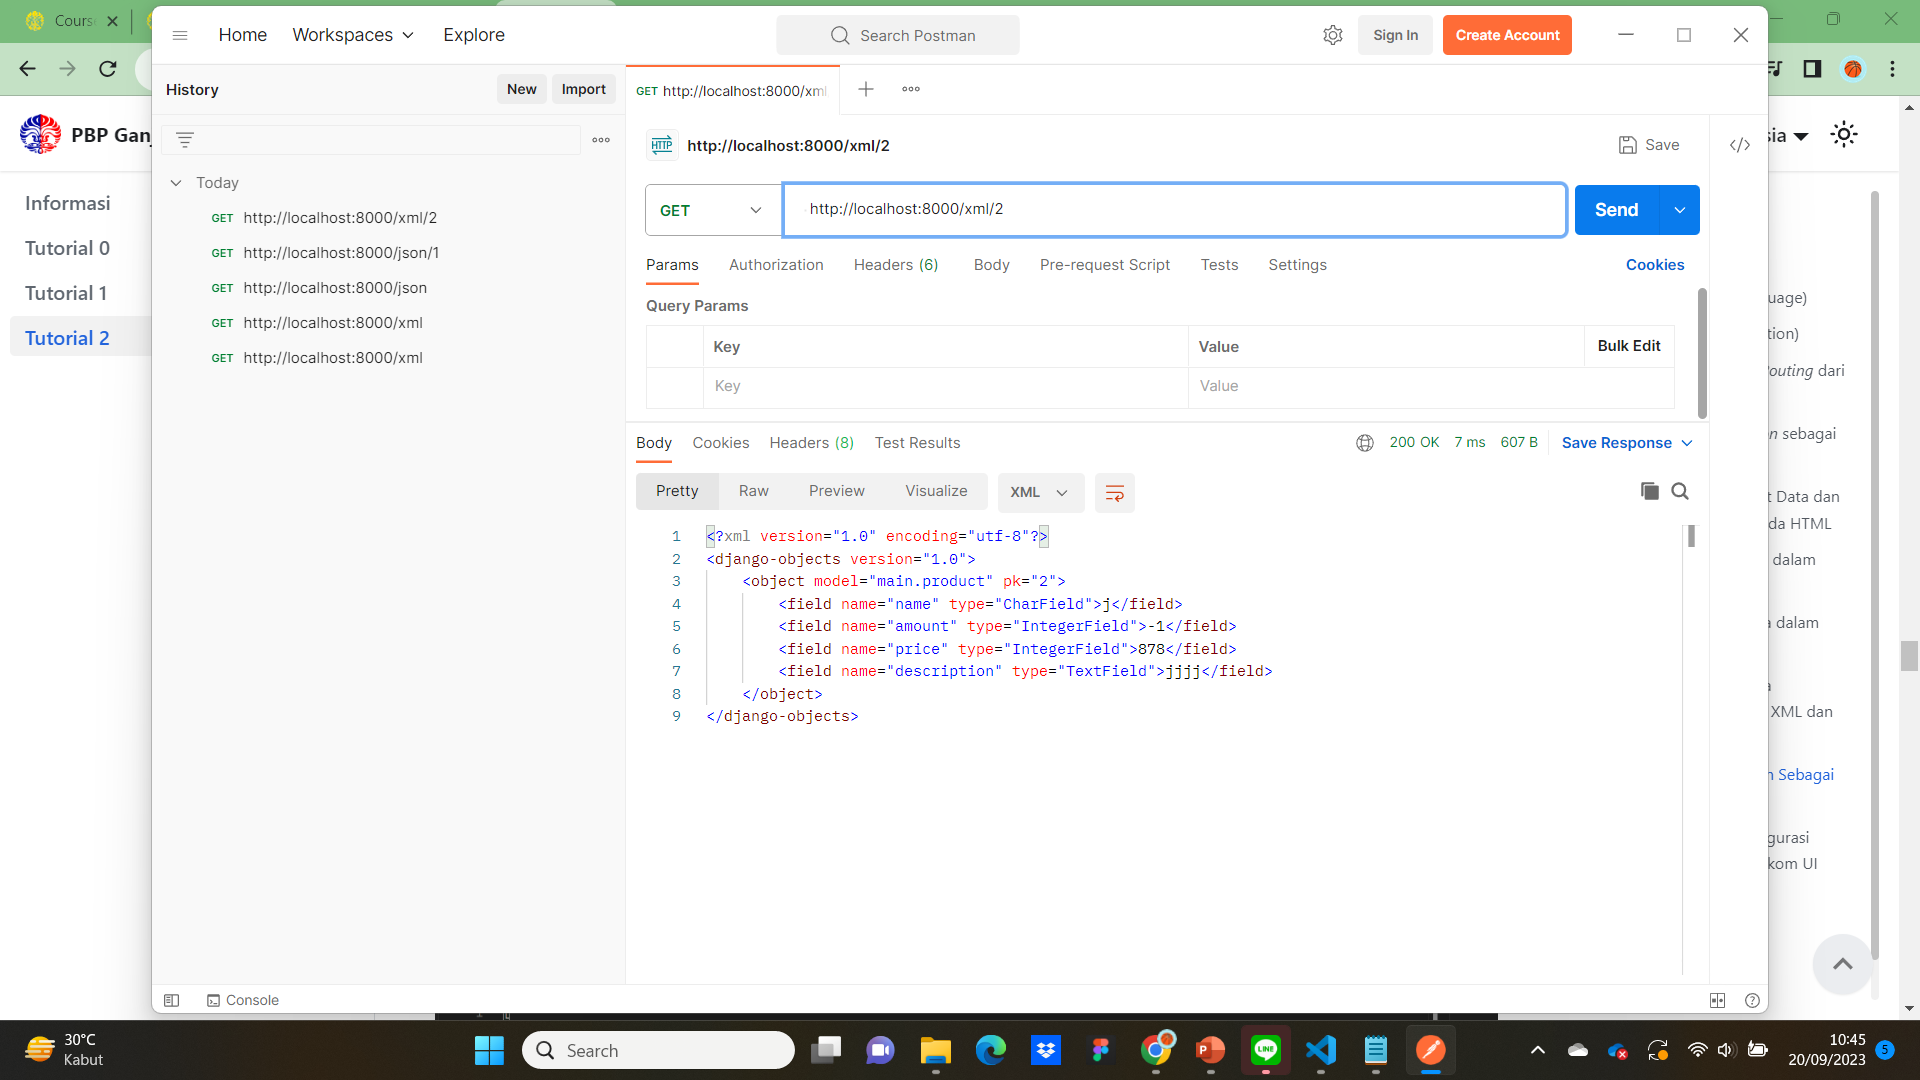 Cours
Home
Workspaces
Explore
Search Postman
Sign In
Create Account
History
New
Import
GET http://localhost:8000/xml
PBP Ganj
sia
http://localhost:8000/xml/2
Save
</>
Today
Informasi
Tutorial 0
Tutorial 1
Tutorial 2
GET http://localhost:8000/xml/2
GET http://localhost:8000/json/1
GET http://localhost:8000/json
GET http://localhost:8000/xml
GET http://localhost:8000/xml
GET
http://localhost:8000/xml/2
Send
Params
Authorization
Headers (6)
Body
Pre-request Script
Tests
Settings
Cookies
Query Params
Key
Value
Bulk Edit
Key
Value
Body
Cookies
Headers (8)
Test Results
200 OK
7 ms
607 B
Save Response
Pretty
Raw
Preview
Visualize
XML
1 <?xml version="1.0" encoding="utf-8"?>
2 <django-objects version="1.0">
3 <object model="main.product" pk="2">
4 <field name="name" type="CharField">j</field>
5 <field name="amount" type="IntegerField">-1</field>
6 <field name="price" type="IntegerField">878</field>
7 <field name="description" type="TextField">jjjj</field>
8 </object>
9 </django-objects>
uage)
tion)
outing dari
n sebagai
t Data dan
da HTML
dalam
a dalam
a
XML dan
n Sebagai
gurasi
kom UI
Console
30°C
Kabut
Search
10:45
20/09/2023
5